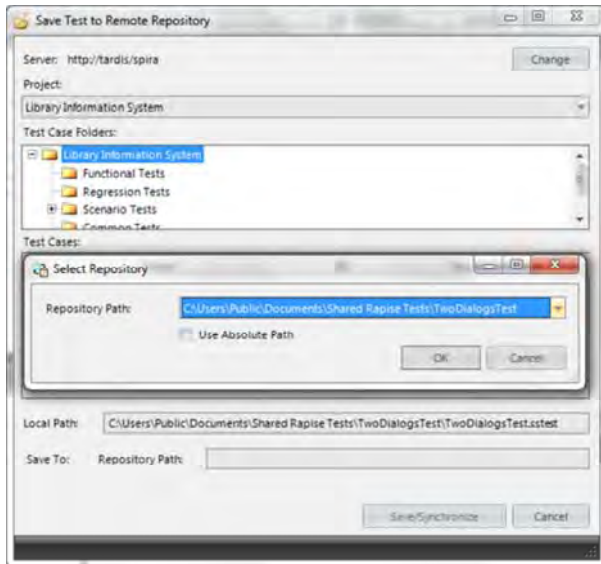 Save Test to Remote Repository
Server: http://tardis/spira
Change
Project:
Library Information System
Test Case Folders:
Library Information System
Functional Tests
Regression Tests
Scenario Tests
Common Tests
Test Cases:
Select Repository
Repository Path:
C:\Users\Public\Documents\Shared Rapise Tests\TwoDialogsTest
Use Absolute Path
OK
Cancel
Local Path:
C:\Users\Public\Documents\Shared Rapise Tests\TwoDialogsTest\TwoDialogsTest.sstest
Save To:
Repository Path:
Save/Synchronize
Cancel